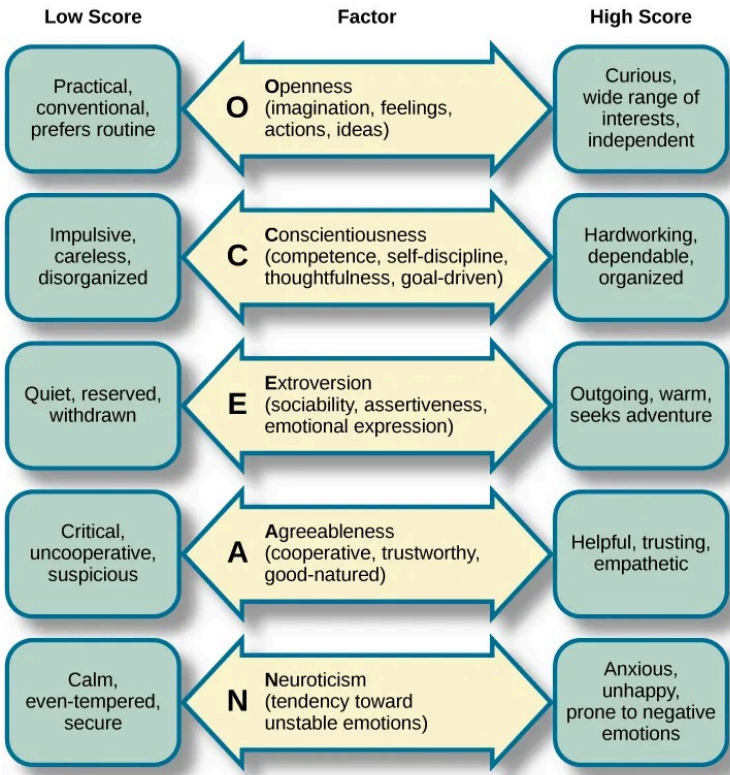 Low Score
Factor
High Score
Practical,
conventional,
prefers routine
O
Openness
(imagination, feelings,
actions, ideas)
Curious,
wide range of
interests,
independent
Impulsive,
careless,
disorganized
C
Conscientiousness
(competence, self-discipline,
thoughtfulness, goal-driven)
Hardworking,
dependable,
organized
Quiet, reserved,
withdrawn
E
Extroversion
(sociability, assertiveness,
emotional expression)
Outgoing, warm,
seeks adventure
Critical,
uncooperative,
suspicious
A
Agreeableness
(cooperative, trustworthy,
good-natured)
Helpful, trusting,
empathetic
Calm,
even-tempered,
secure
N
Neuroticism
(tendency toward
unstable emotions)
Anxious,
unhappy,
prone to negative
emotions